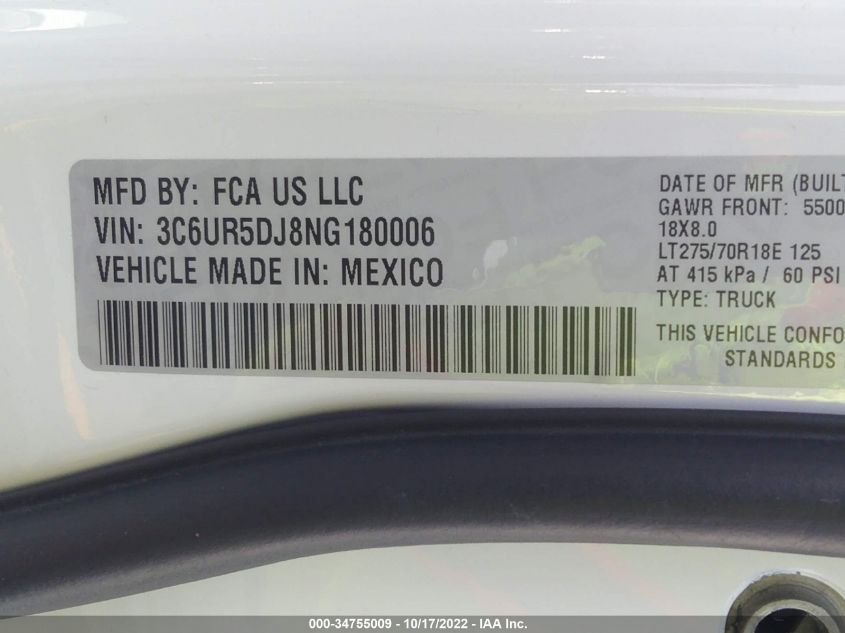 MFD BY: FCA US LLC
VIN: 3C6UR5DJ8NG180006
VEHICLE MADE IN: MEXICO
DATE OF MFR (BUILT
GAWR FRONT: 5500
18X8.0
LT275/70R18E 125
AT 415 kPa / 60 PSI
TYPE: TRUCK
THIS VEHICLE CONFO
STANDARDS
000-34755009 - 10/17/2022 - IAA Inc.